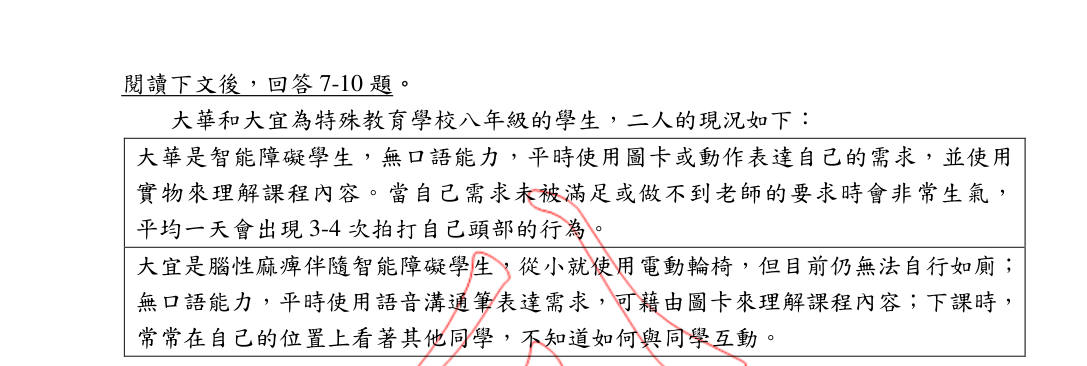 閱讀下文後，回答 7-10 題。
大華和大宜為特殊教育學校八年級的學生，二人的現況如下：
大華是智能障礙學生，無口語能力，平時使用圖卡或動作表達自己的需求，並使用
實物來理解課程內容。當自己需求未被滿足或做不到老師的要求時會非常生氣，
平均一天會出現 3-4 次拍打自己頭部的行為。
大宜是腦性麻痺伴隨智能障礙學生，從小就使用電動輪椅，但目前仍無法自行如廁；
無口語能力，平時使用語音溝通筆表達需求，可藉由圖卡來理解課程內容；下課時，
常常在自己的位置上看著其他同學，不知道如何與同學互動。